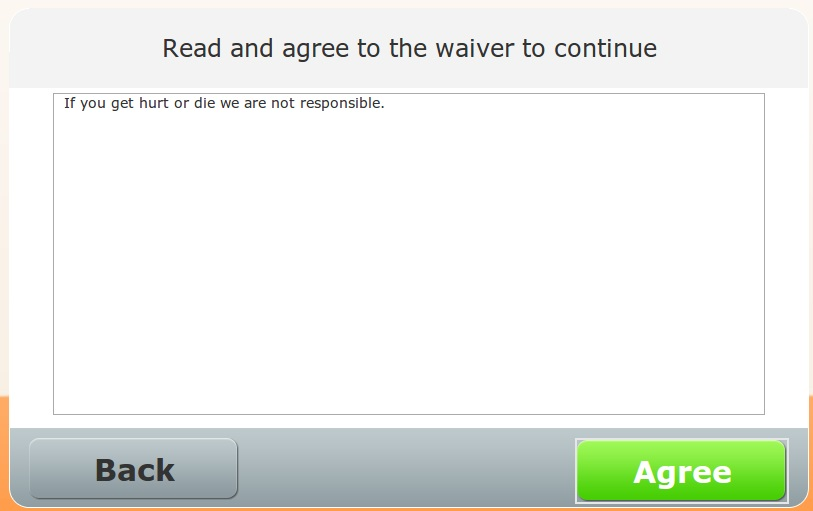 Read and agree to the waiver to continue
If you get hurt or die we are not responsible.
Back
Agree